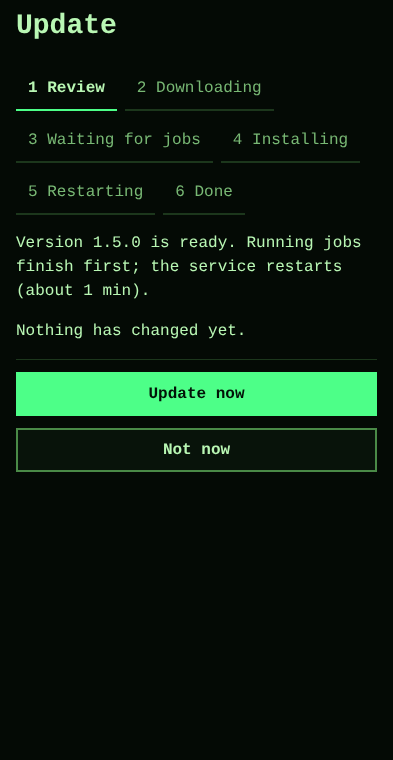 Update
1 Review 2 Downloading
3 Waiting for jobs 4 Installing
5 Restarting 6 Done
Version 1.5.0 is ready. Running jobs
finish first; the service restarts
(about 1 min).
Nothing has changed yet.
Update now
Not now